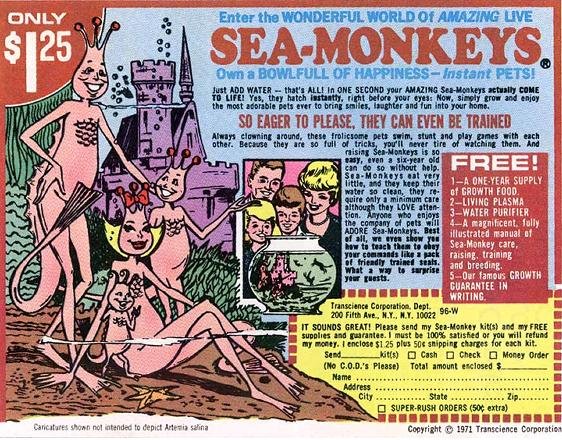 ONLY
$1.25
Enter the WONDERFUL WORLD OF AMAZING LIVE
SEA-MONKEYS®
Own a BOWLFULL OF HAPPINESS—Instant PETS!
Just ADD WATER — that's ALL! In ONE SECOND your AMAZING Sea-Monkeys actually COME
TO LIFE! Yes, they hatch instantly, right before your eyes: Now, simply grow and enjoy
the most adorable pets ever to bring smiles, laughter and fun into your home.
SO EAGER TO PLEASE, THEY CAN EVEN BE TRAINED
Always clowning around, these frolicsome pets swim, stunt and play games with each
other. Because they are so full of tricks, you'll never tire of watching them. And
raising Sea-Monkeys is so
easy, even a six-year old
can do so without help.
Sea-Monkeys eat very
little, and they keep their
water so clean, they re-
quire only a minimum care
although they LOVE atten-
tion. Anyone who enjoys
the company of pets will
ADORE Sea-Monkeys. Best
of all, we even show you
how to teach them to obey
your commands like a pack
of friendly trained seals.
What a way to surprise
your guests.
FREE!
1—A ONE-YEAR SUPPLY
of GROWTH FOOD
2—LIVING PLASMA
3—WATER PURIFIER
4—A magnificent, fully
illustrated manual of
Sea-Monkey care,
raising, training
and breeding.
5—Our famous GROWTH
GUARANTEE IN
WRITING.
Transcience Corporation, Dept. 96-W
200 Fifth Ave., N.Y., N.Y. 10022
IT SOUNDS GREAT! Please send my Sea-Monkey kit(s) and my FREE
supplies and guarantee. I must be 100% satisfied or you will refund
my money. I enclose $1.25 plus 50¢ shipping charges for each kit.
Send____kit(s) □ Cash □ Check □ Money Order
(No C.O.D.'s Please) Total amount enclosed $____
Name
Address
City State Zip
□ SUPER-RUSH ORDERS (50¢ extra)
Caricatures shown not intended to depict Artemia salina
Copyright © 1971 Transcience Corporation